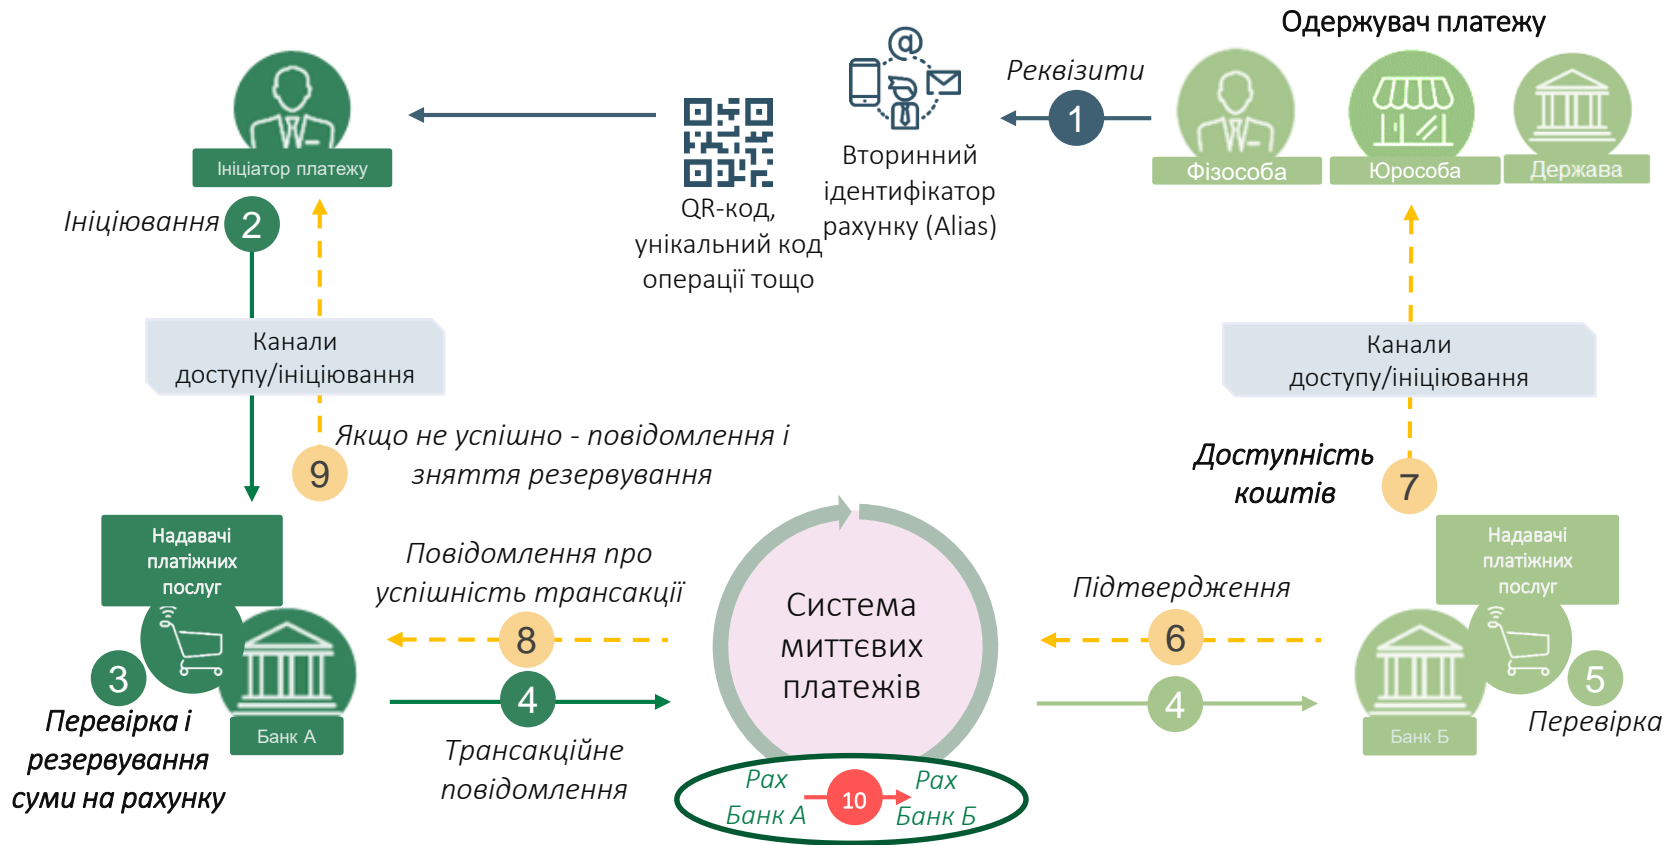 Одержувач платежу
Реквізити
1
Ініціатор платежу
Фізособа
Юрособа
Держава
Вторинний
ідентифікатор
рахунку (Alias)
QR-код,
унікальний код
операції тощо
Ініціювання
2
Канали
доступу/ініціювання
Канали
доступу/ініціювання
9
Якщо не успішно - повідомлення і
зняття резервування
Доступність
коштів
7
Надавачі
платіжних
послуг
Повідомлення про
успішність трансакції
8
Система
миттєвих
платежів
Підтвердження
6
Надавачі
платіжних
послуг
3
Перевірка і
резервування
суми на рахунку
Банк А
4
Трансакційне
повідомлення
4
Банк Б
5
Перевірка
Рах
Банк А
10
Рах
Банк Б